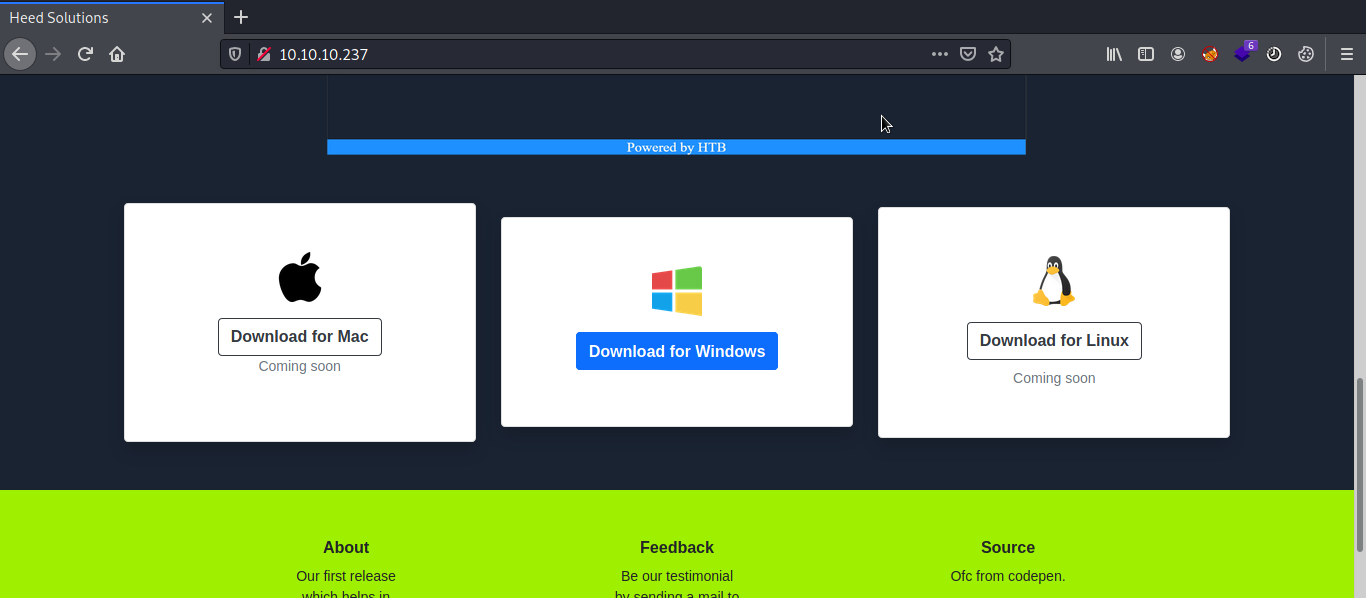 Heed Solutions
10.10.10.237
6
Powered by HTB
Download for Mac
Coming soon
Download for Windows
Download for Linux
Coming soon
About
Our first release
which helps in
Feedback
Be our testimonial
by sending a mail to
Source
Ofc from codepen.